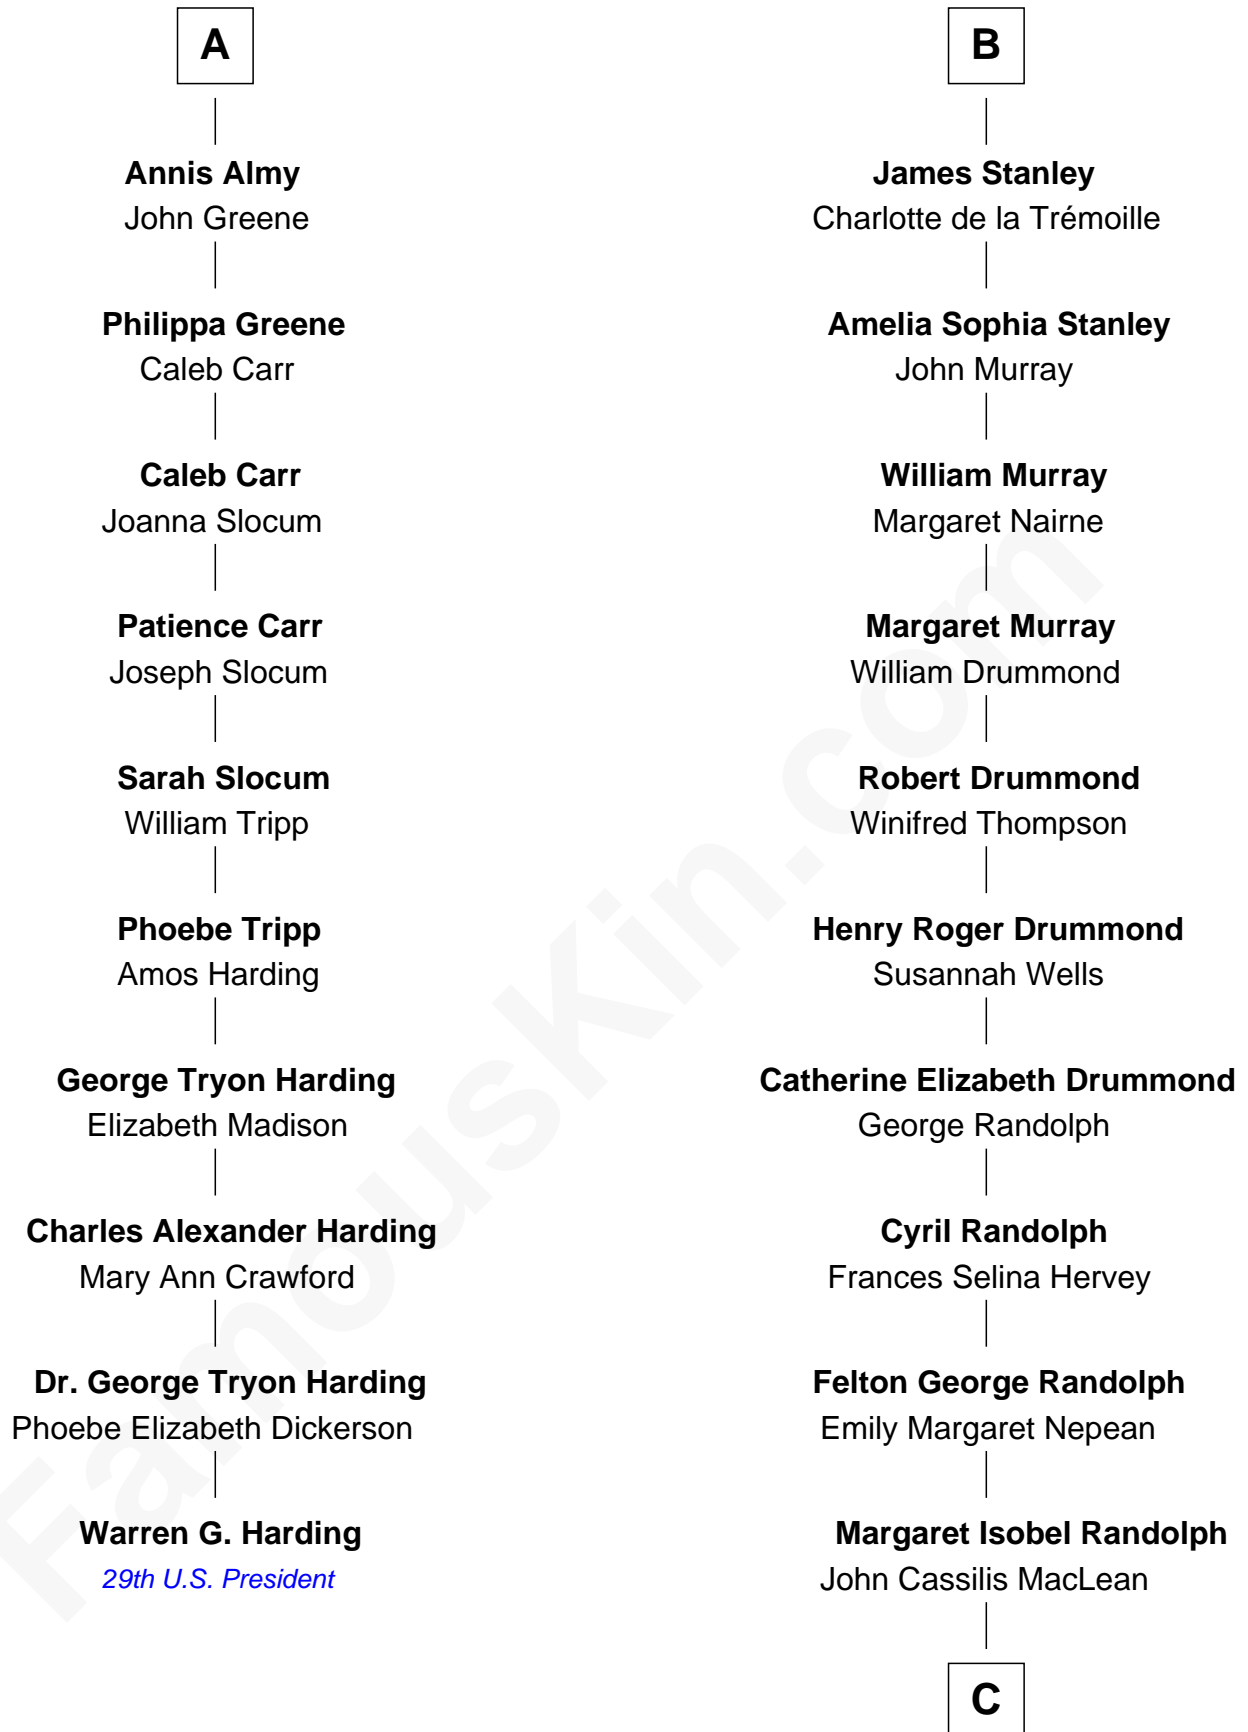 A
Annis Almy
John Greene
Philippa Greene
Caleb Carr
Caleb Carr
Joanna Slocum
Patience Carr
Joseph Slocum
Sarah Slocum
William Tripp
Phoebe Tripp
Amos Harding
George Tryon Harding
Elizabeth Madison
Charles Alexander Harding
Mary Ann Crawford
Dr. George Tryon Harding
Phoebe Elizabeth Dickerson
Warren G. Harding
29th U.S. President
B
James Stanley
Charlotte de la Trémoille
Amelia Sophia Stanley
John Murray
William Murray
Margaret Nairne
Margaret Murray
William Drummond
Robert Drummond
Winifred Thompson
Henry Roger Drummond
Susannah Wells
Catherine Elizabeth Drummond
George Randolph
Cyril Randolph
Frances Selina Hervey
Felton George Randolph
Emily Margaret Nepean
Margaret Isobel Randolph
John Cassilis MacLean
C
FamousKin.com